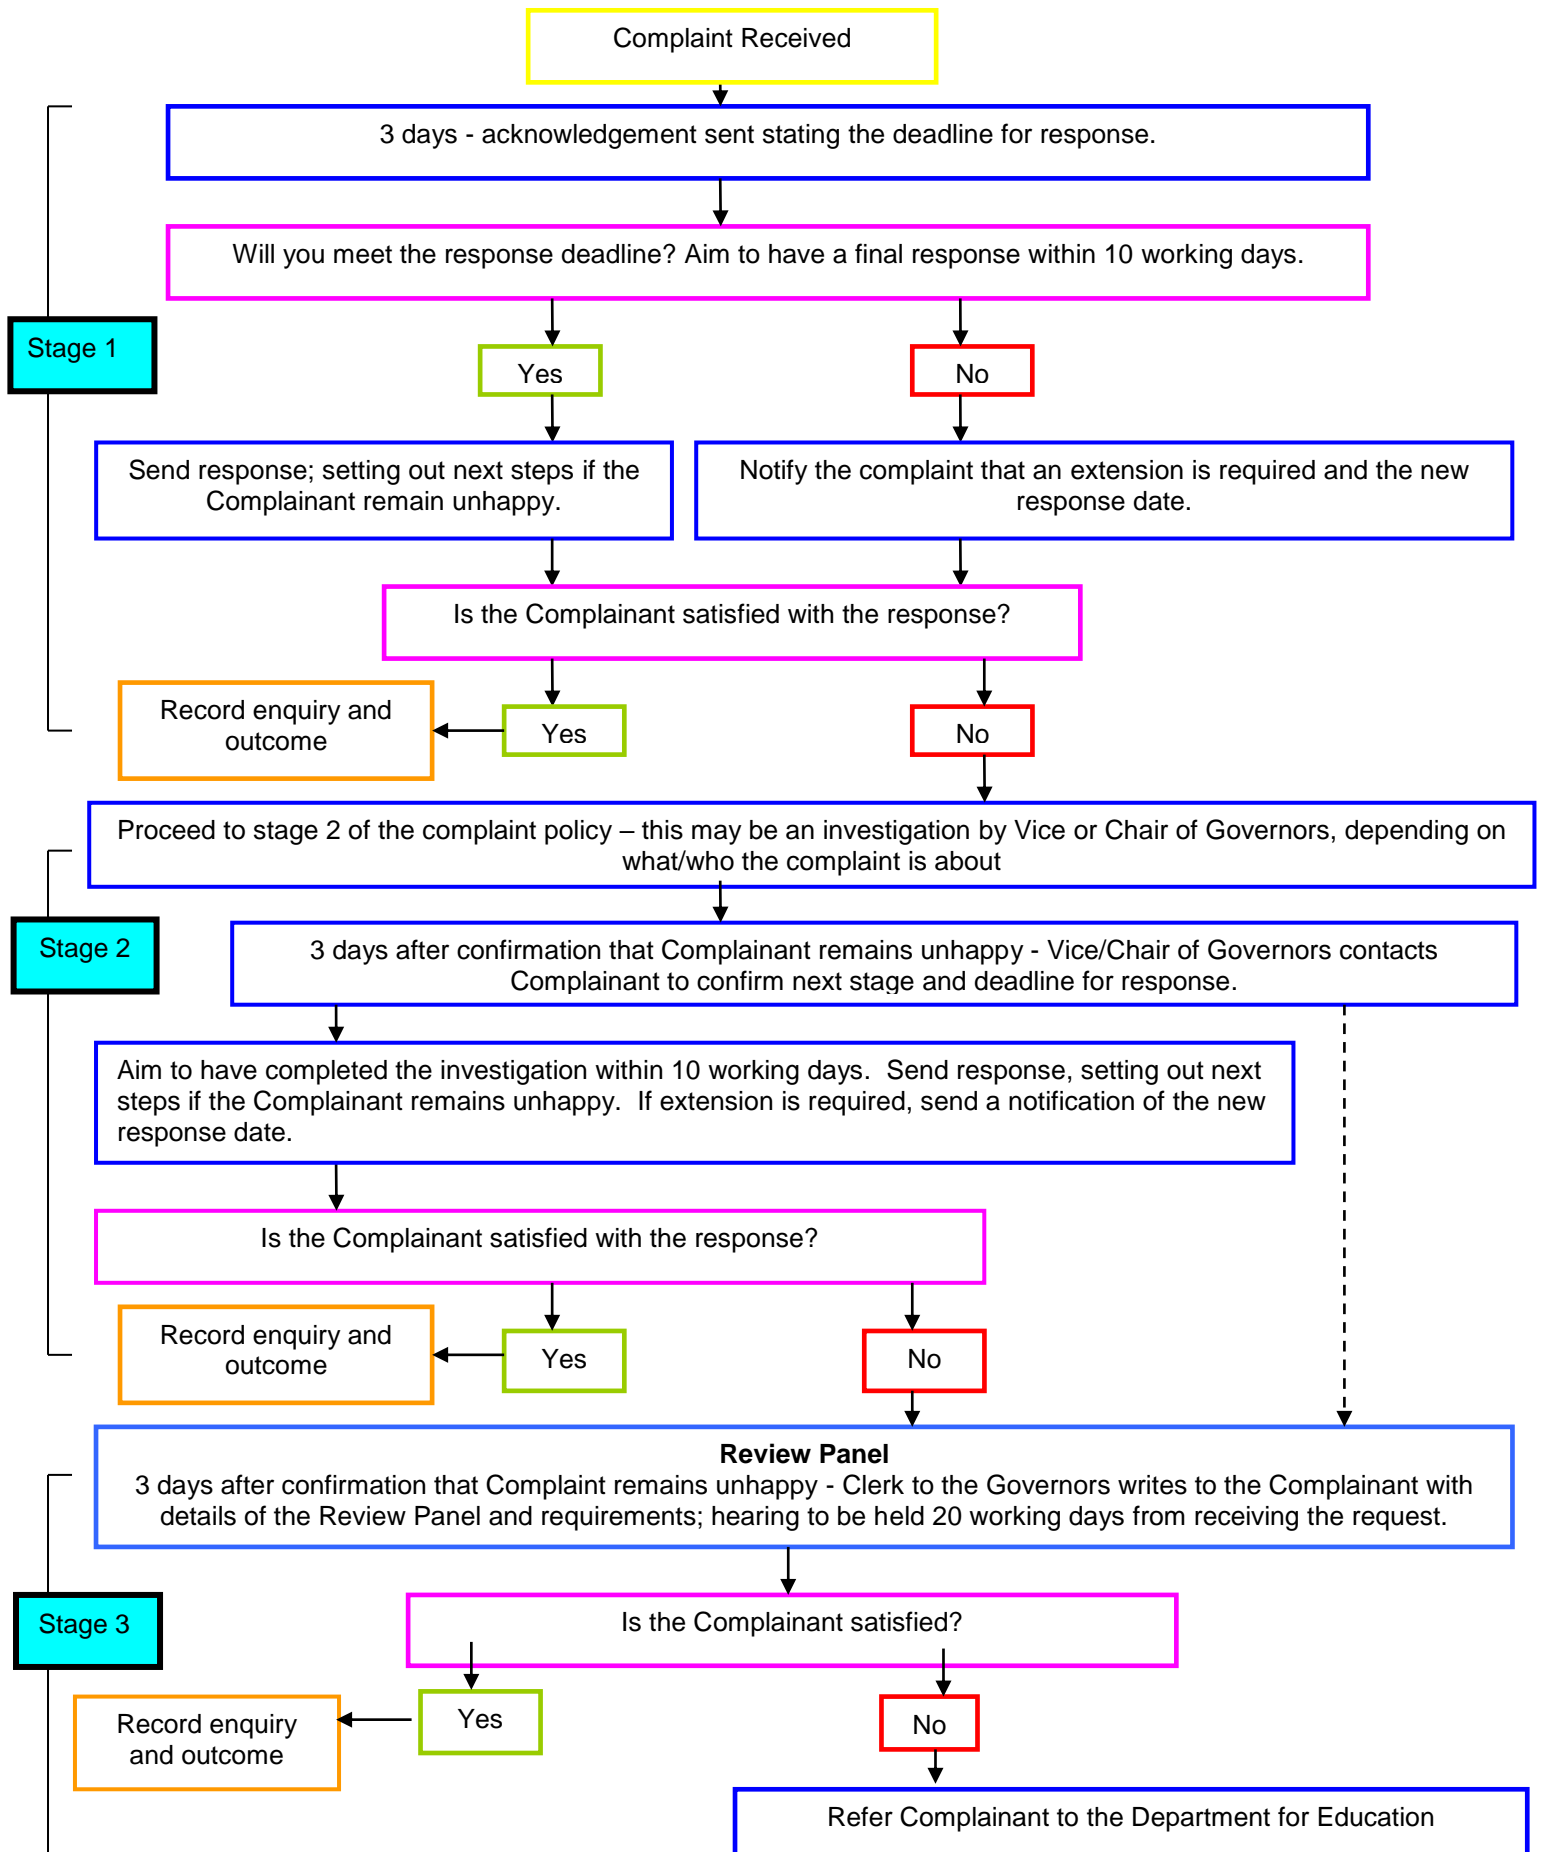 Complaint Received
3 days - acknowledgement sent stating the deadline for response.
Will you meet the response deadline? Aim to have a final response within 10 working days.
Stage 1
Yes
No
Send response; setting out next steps if the
Complainant remain unhappy.
Notify the complaint that an extension is required and the new
response date.
Is the Complainant satisfied with the response?
Record enquiry and
outcome
Yes
No
Proceed to stage 2 of the complaint policy – this may be an investigation by Vice or Chair of Governors, depending on
what/who the complaint is about
Stage 2
3 days after confirmation that Complainant remains unhappy - Vice/Chair of Governors contacts
Complainant to confirm next stage and deadline for response.
Aim to have completed the investigation within 10 working days.  Send response, setting out next
steps if the Complainant remains unhappy.  If extension is required, send a notification of the new
response date.
Is the Complainant satisfied with the response?
Record enquiry and
outcome
Yes
No
Review Panel
3 days after confirmation that Complaint remains unhappy - Clerk to the Governors writes to the Complainant with
details of the Review Panel and requirements; hearing to be held 20 working days from receiving the request.
Stage 3
Is the Complainant satisfied?
Record enquiry
and outcome
Yes
No
Refer Complainant to the Department for Education